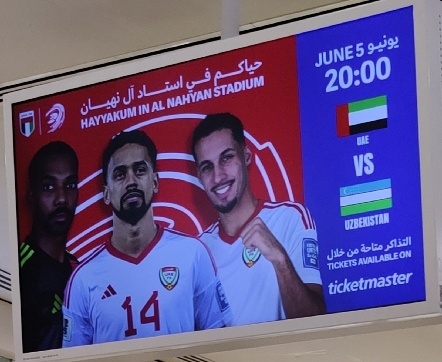 حياكم في استاد آل نهيان
HAYYAKUM IN AL NAHYAN STADIUM
14
JUNE 5 يونيو
20:00
UAE
VS
UZBEKISTAN
التذاكر متاحة من خلال
TICKETS AVAILABLE ON
ticketmaster